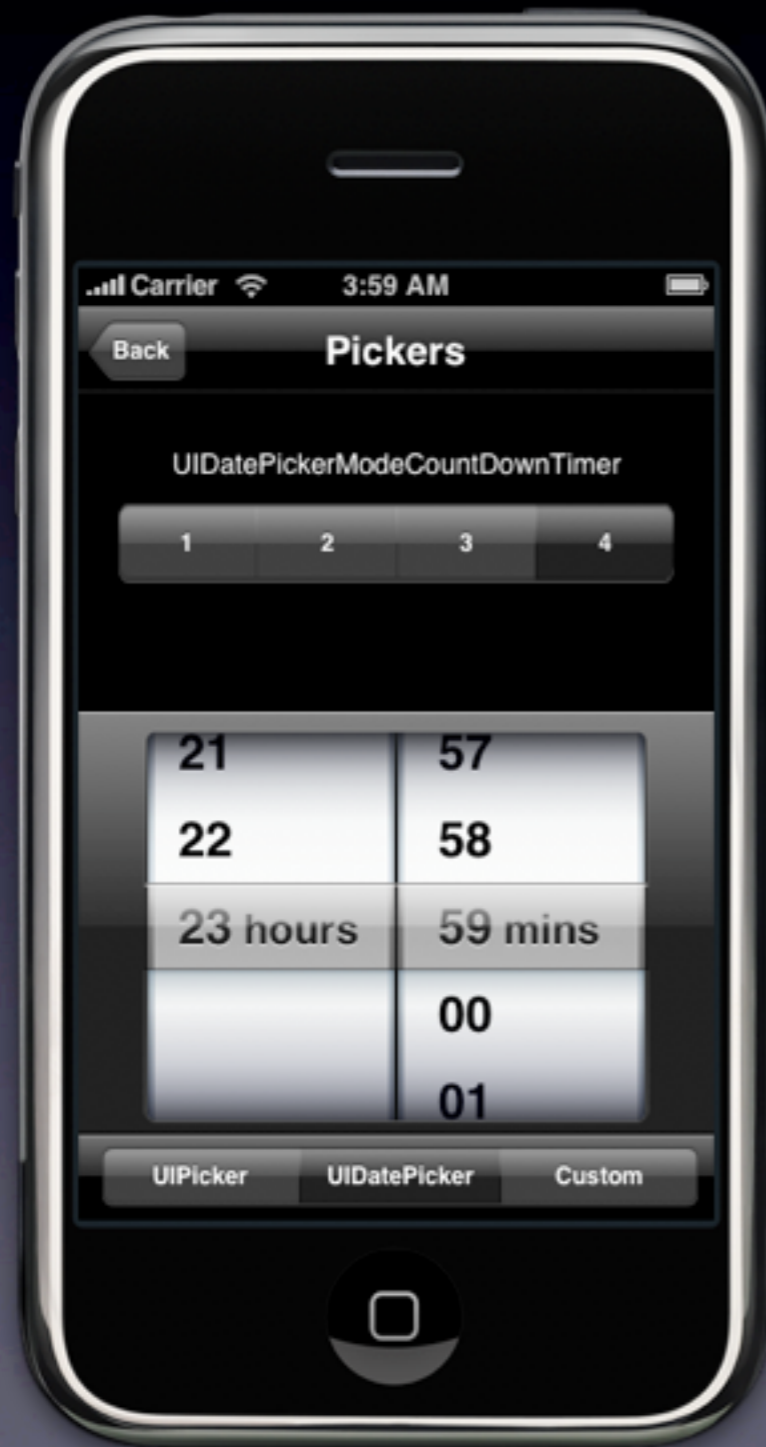 Carrier 3:59 AM
Back Pickers
UIDatePickerModeCountDownTimer
1 2 3 4
21 57
22 58
23 hours 59 mins
00
01
UIPicker UIDatePicker Custom